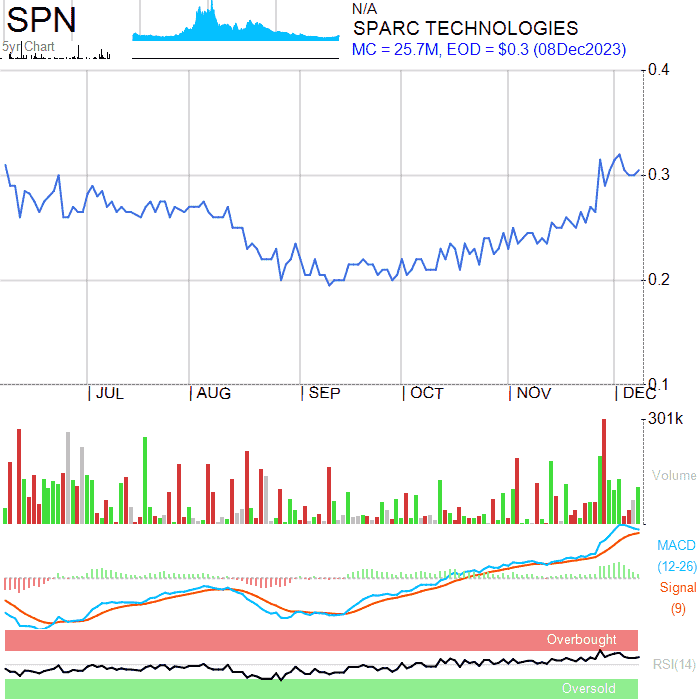 SPN
5yr Chart
N/A
SPARC TECHNOLOGIES
MC = 25.7M, EOD = $0.3 (08Dec2023)
0.4
0.3
0.2
0.1
JUL
AUG
SEP
OCT
NOV
DEC
301k
Volume
MACD
(12-26)
Signal
(9)
Overbought
RSI(14)
Oversold